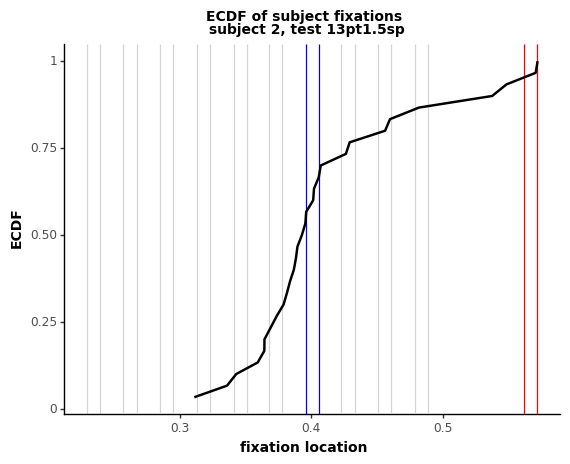 ECDF of subject fixations
subject 2, test 13pt1.5sp
1
0.75
0.50
0.25
0
ECDF
0.3 0.4 0.5
fixation location